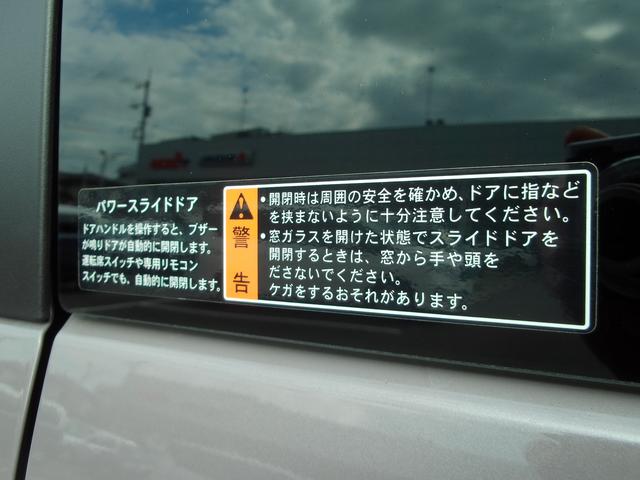 パワースライドドア
ドアハンドルを操作すると、ブザー
が鳴りドアが自動的に開閉します。
運転席スイッチや専用リモコン
スイッチでも、自動的に開閉します。
警告
・開閉時は周囲の安全を確かめ、ドアに指など
を挟まないように十分注意してください。
・窓ガラスを開けた状態でスライドドアを
開閉するときは、窓から手や頭を
ださないでください。
ケガをするおそれがあります。